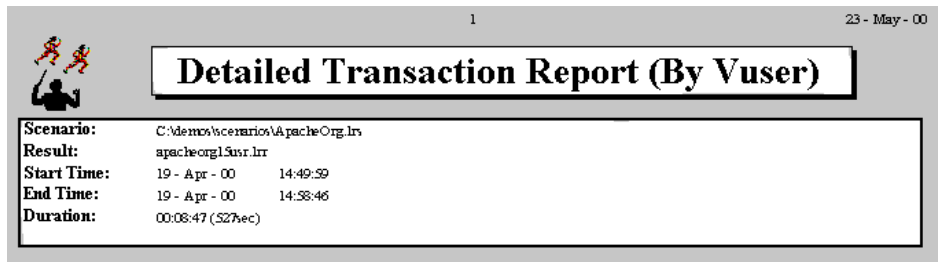 1 23 - May - 00
Detailed Transaction Report (By Vuser)
Scenario: C:\demos\scenarios\ApacheOrg.lrs
Result: apacheorg15usr.lrr
Start Time: 19 - Apr - 00 14:49:59
End Time: 19 - Apr - 00 14:58:46
Duration: 00:08:47 (527sec)